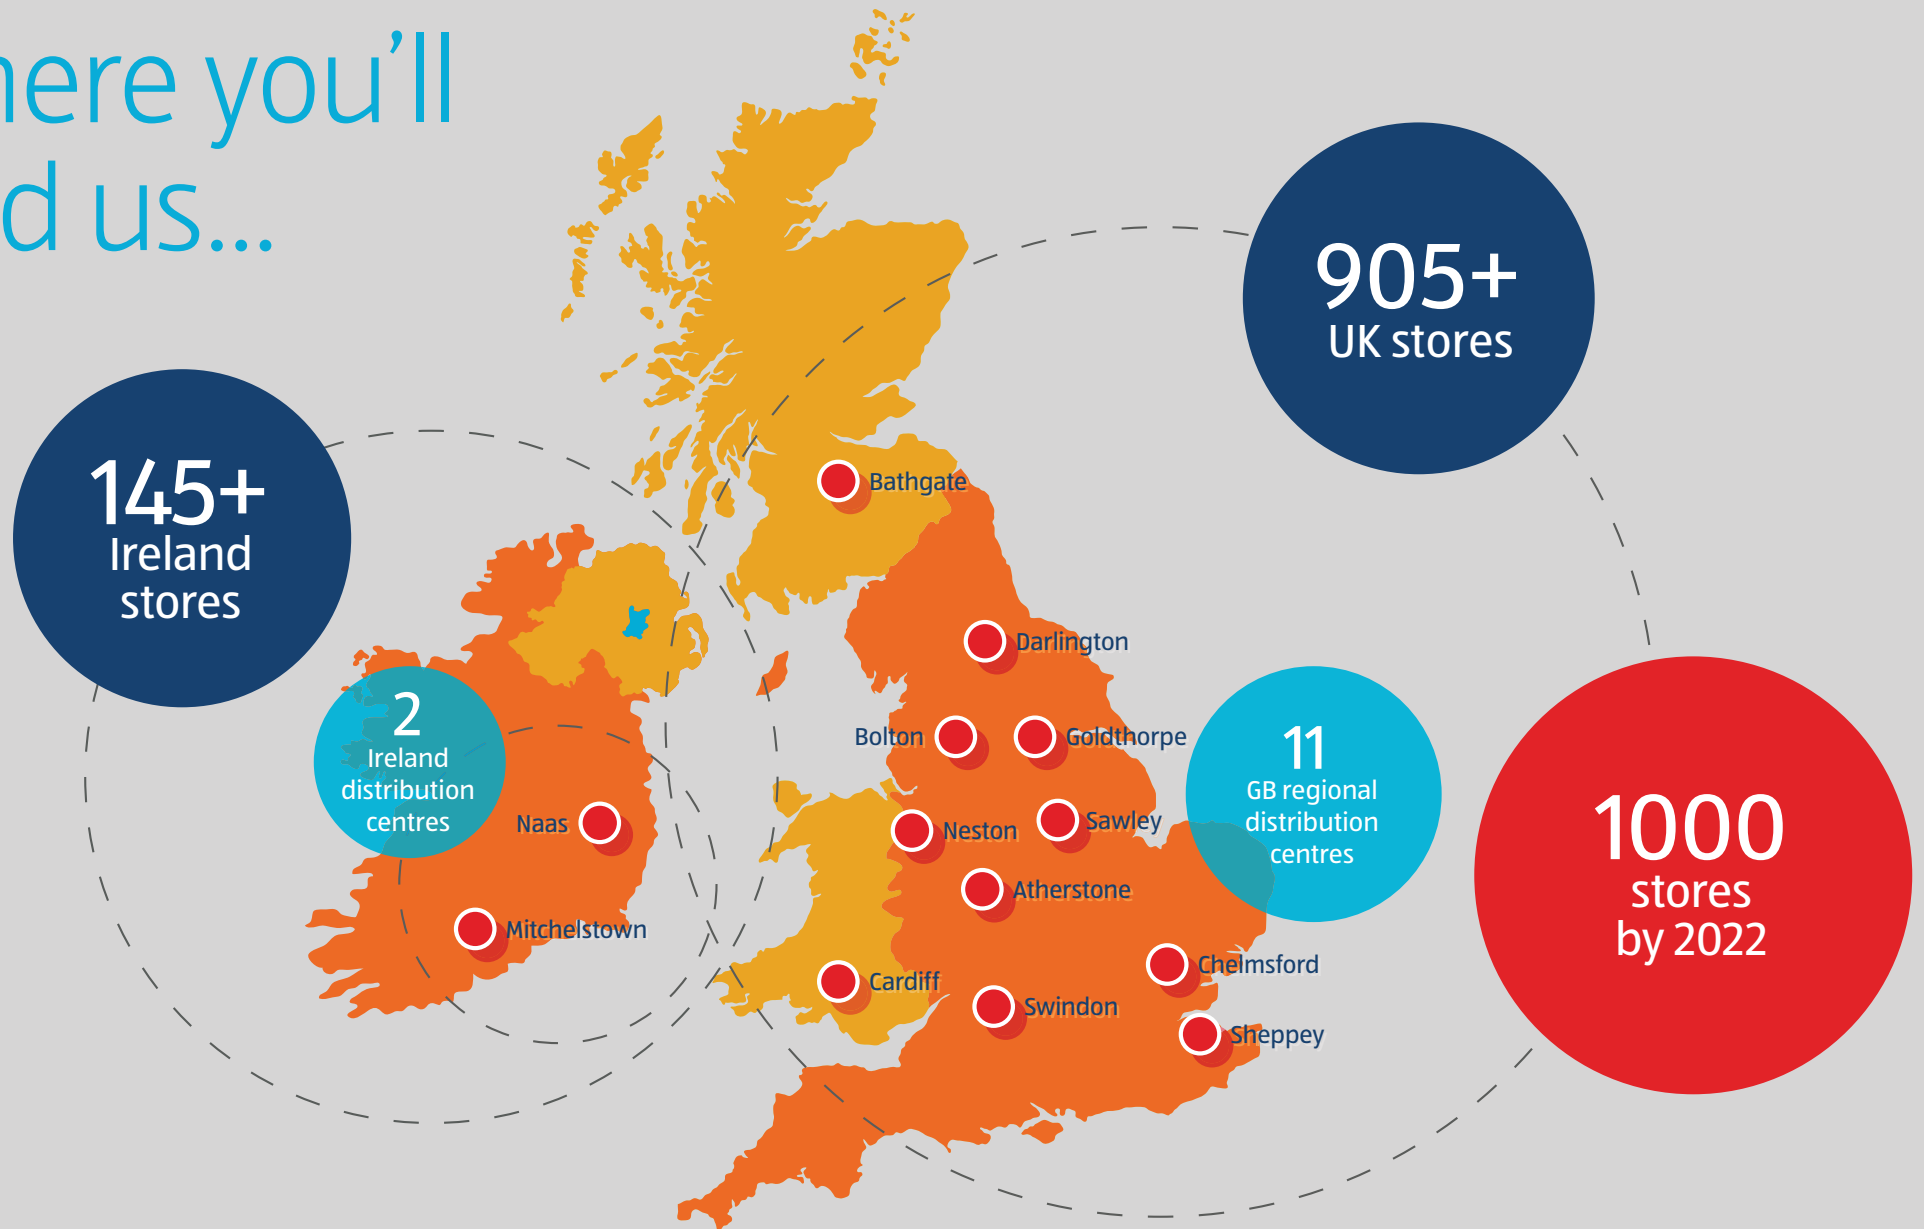 here you'll
d us...
905+
UK stores
145+
Ireland
stores
Bathgate
Darlington
2
Ireland
distribution
centres
Bolton
Goldthorpe
11
GB regional
distribution
centres
1000
stores
by 2022
Naas
Neston
Sawley
Atherstone
Mitchelstown
Cardiff
Chelmsford
Swindon
Sheppey